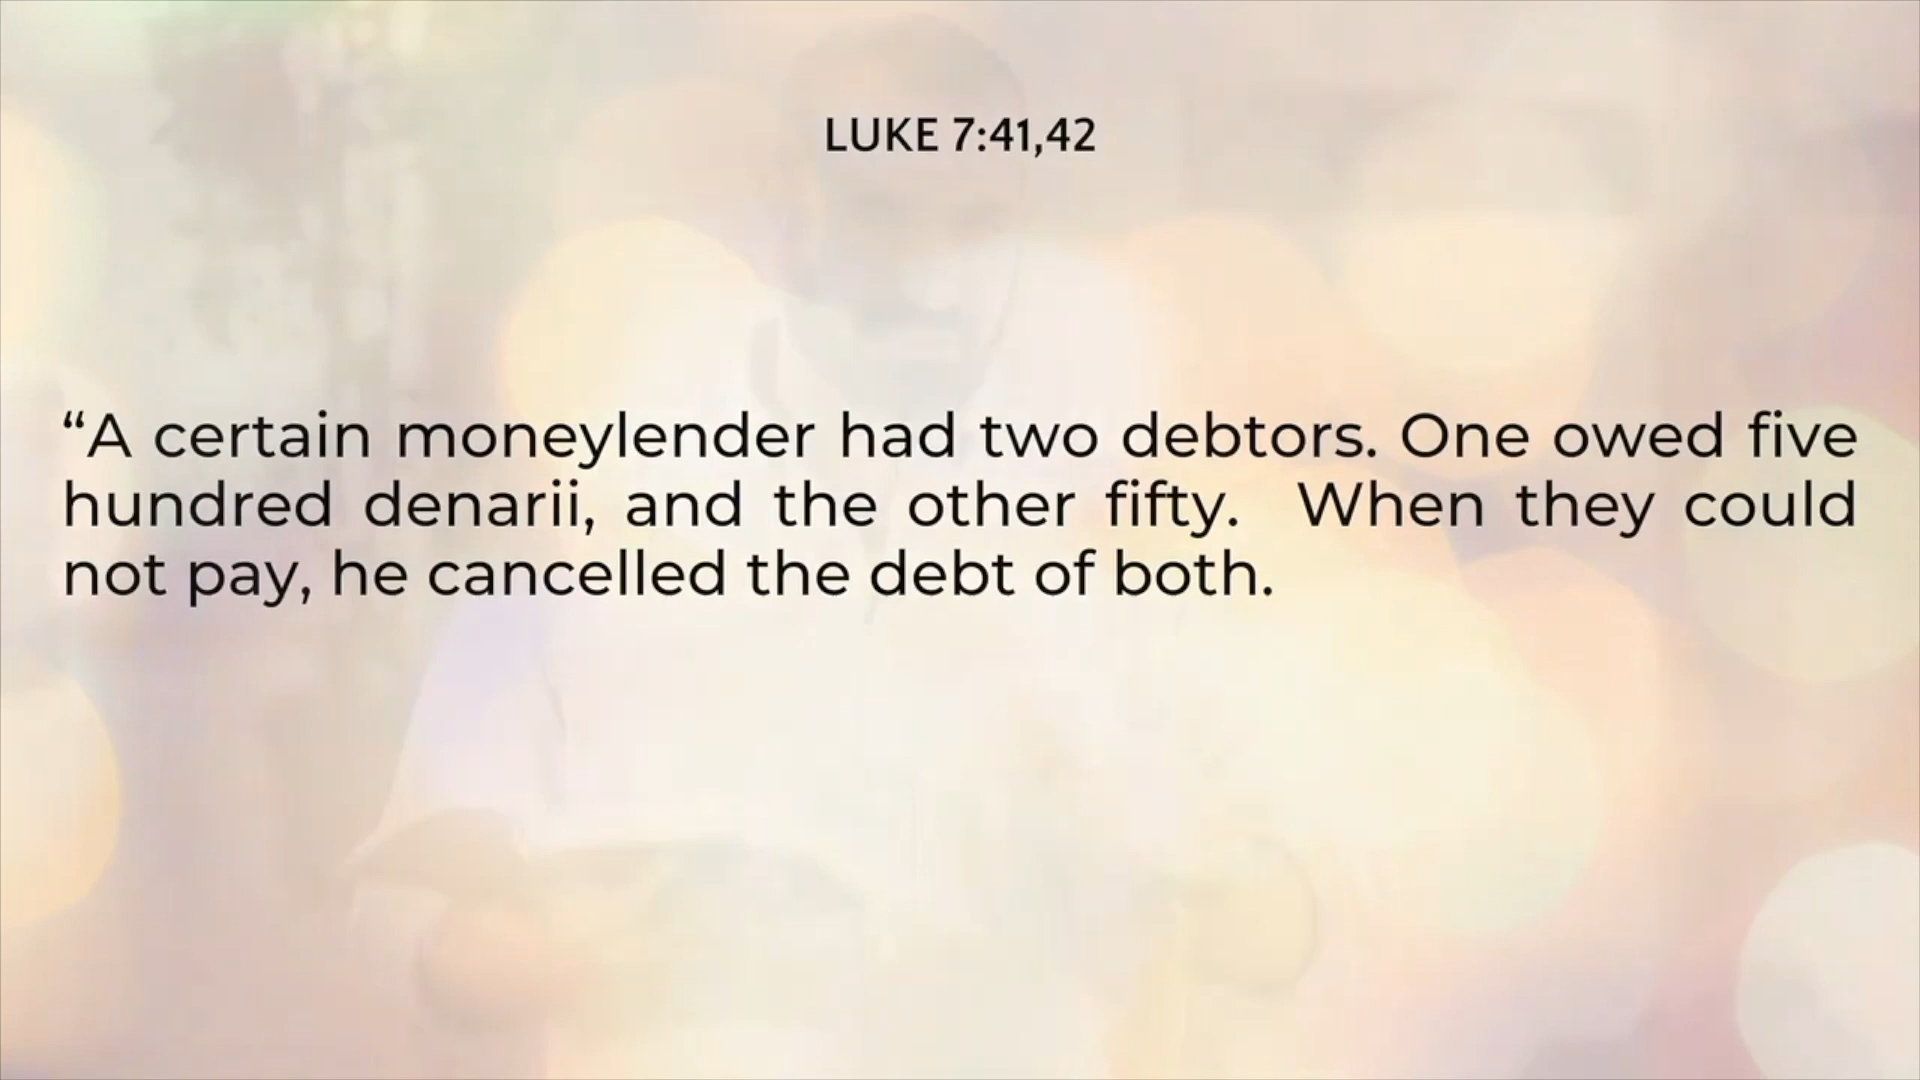 LUKE 7:41,42
“A certain moneylender had two debtors. One owed five
hundred denarii, and the other fifty.  When they could
not pay, he cancelled the debt of both.